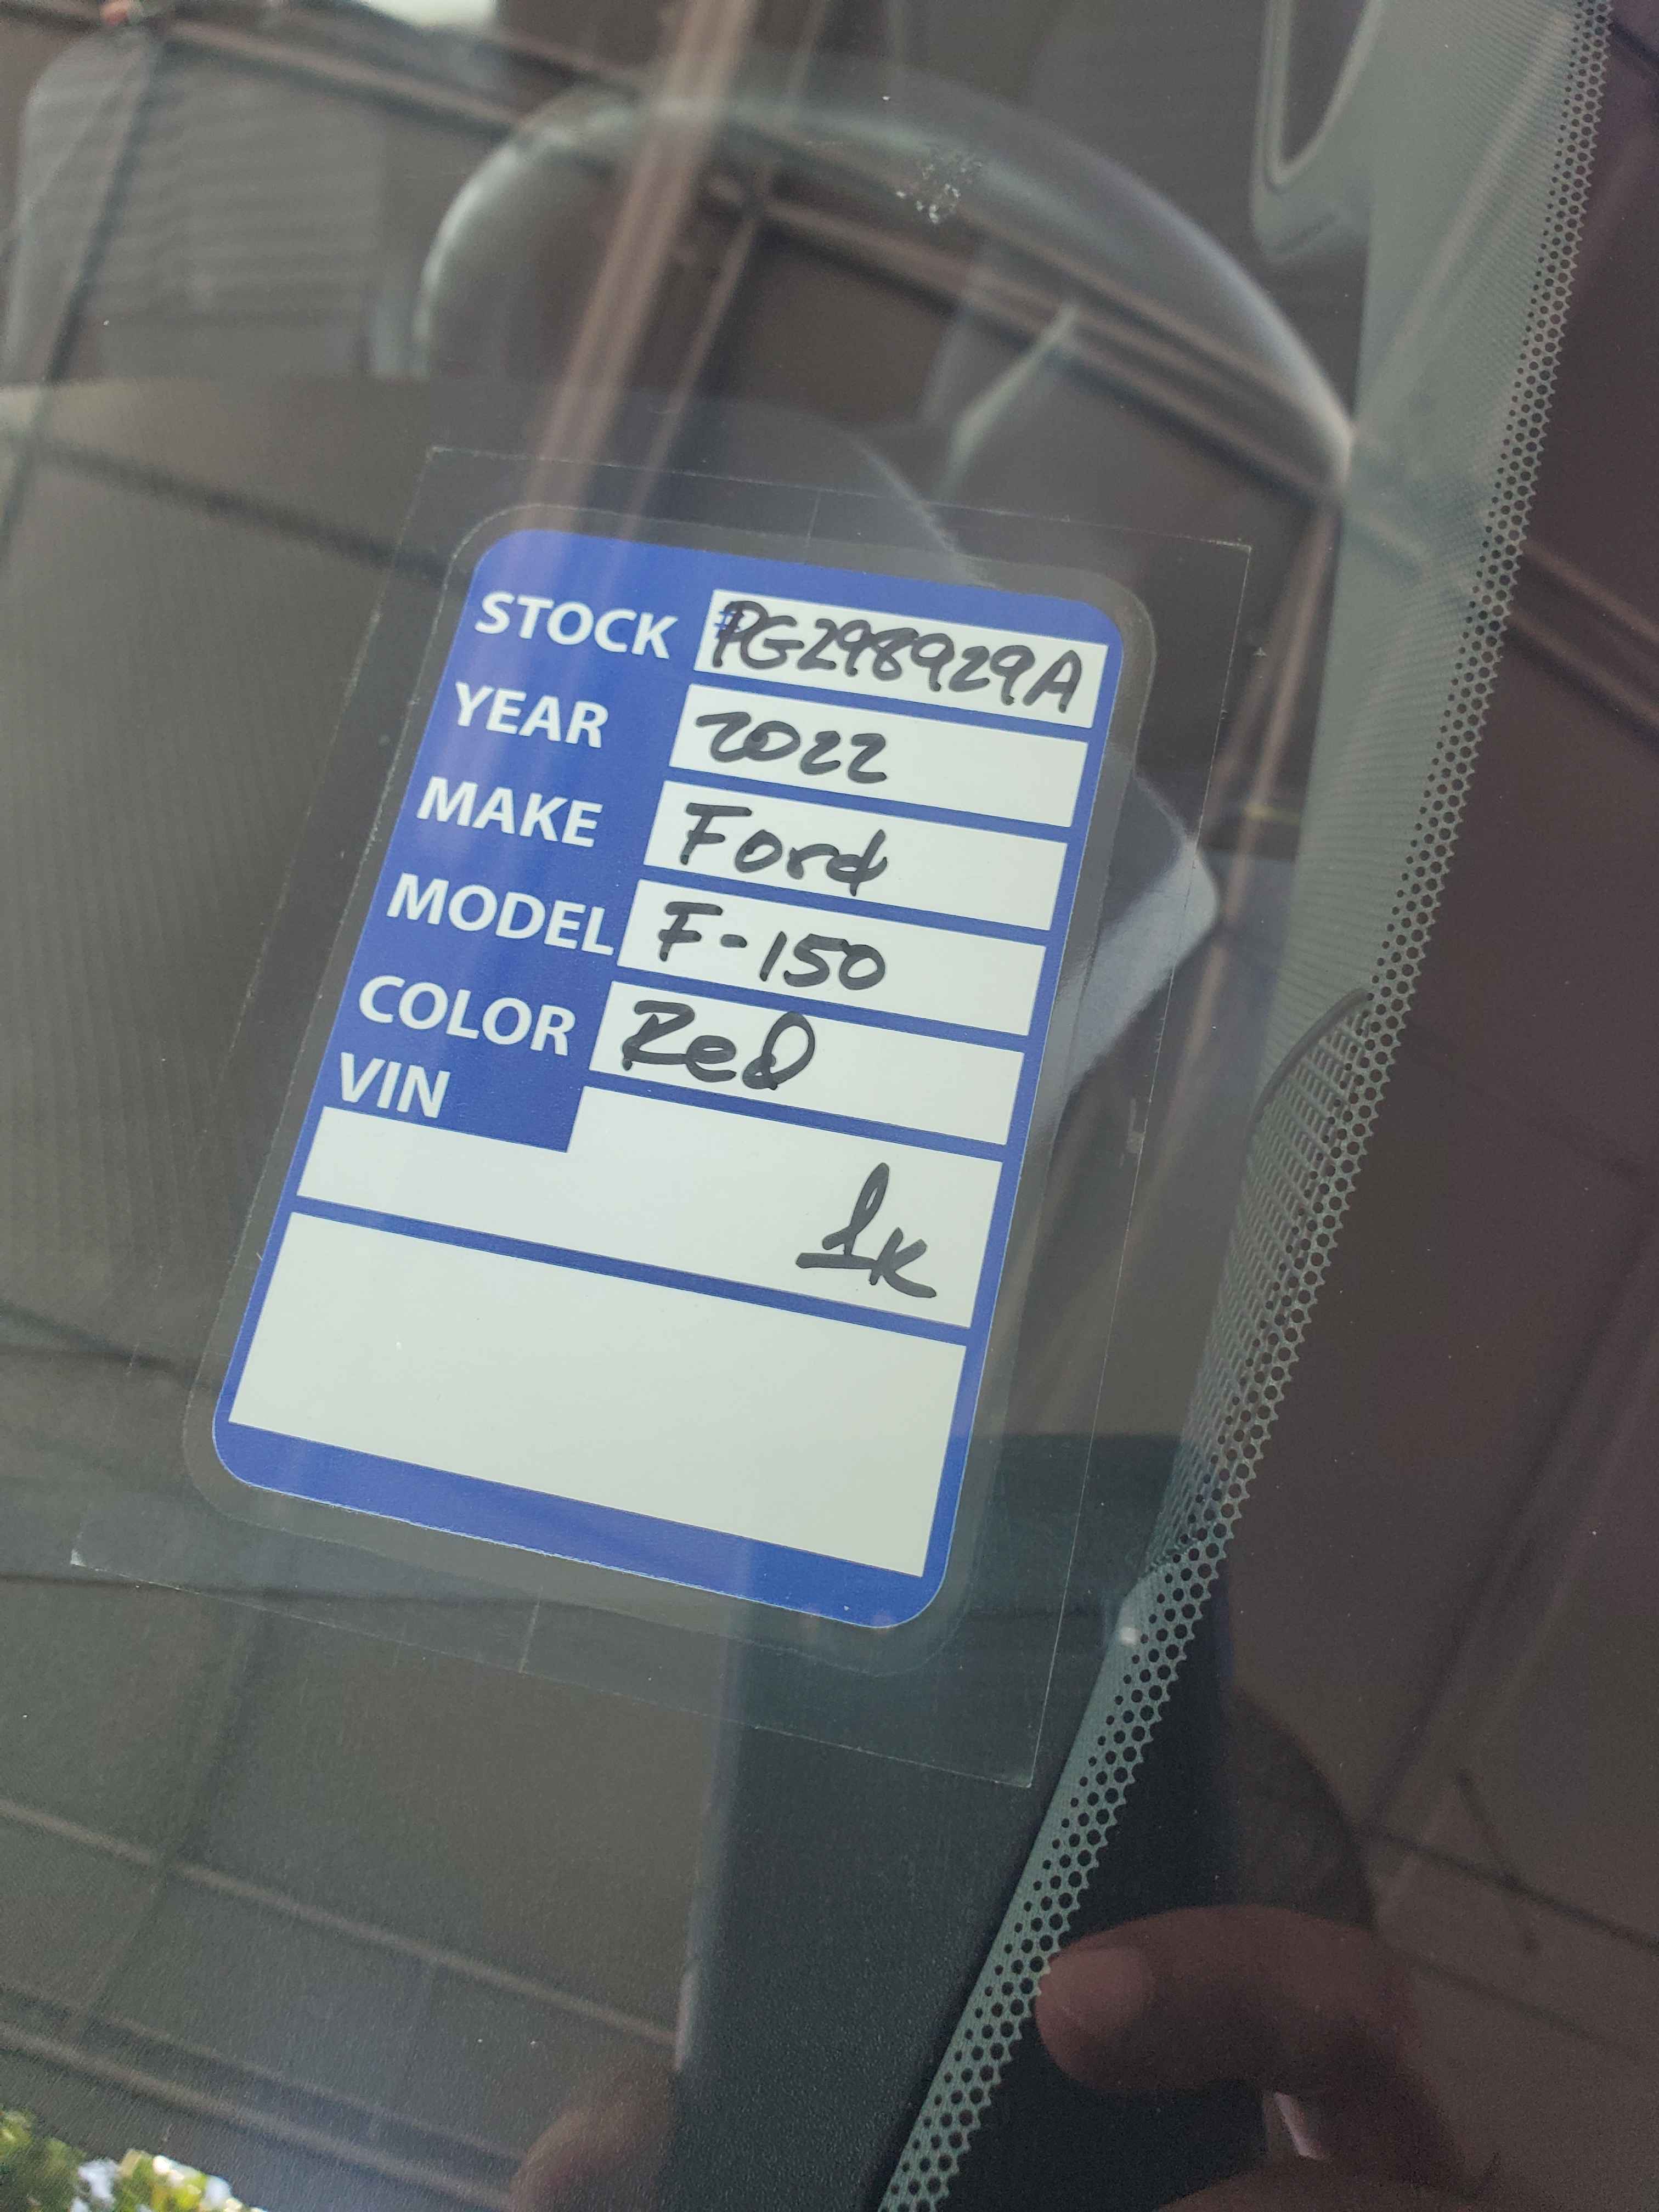 STOCK #PG298929A
YEAR 2022
MAKE Ford
MODEL F-150
COLOR Red
VIN
1k